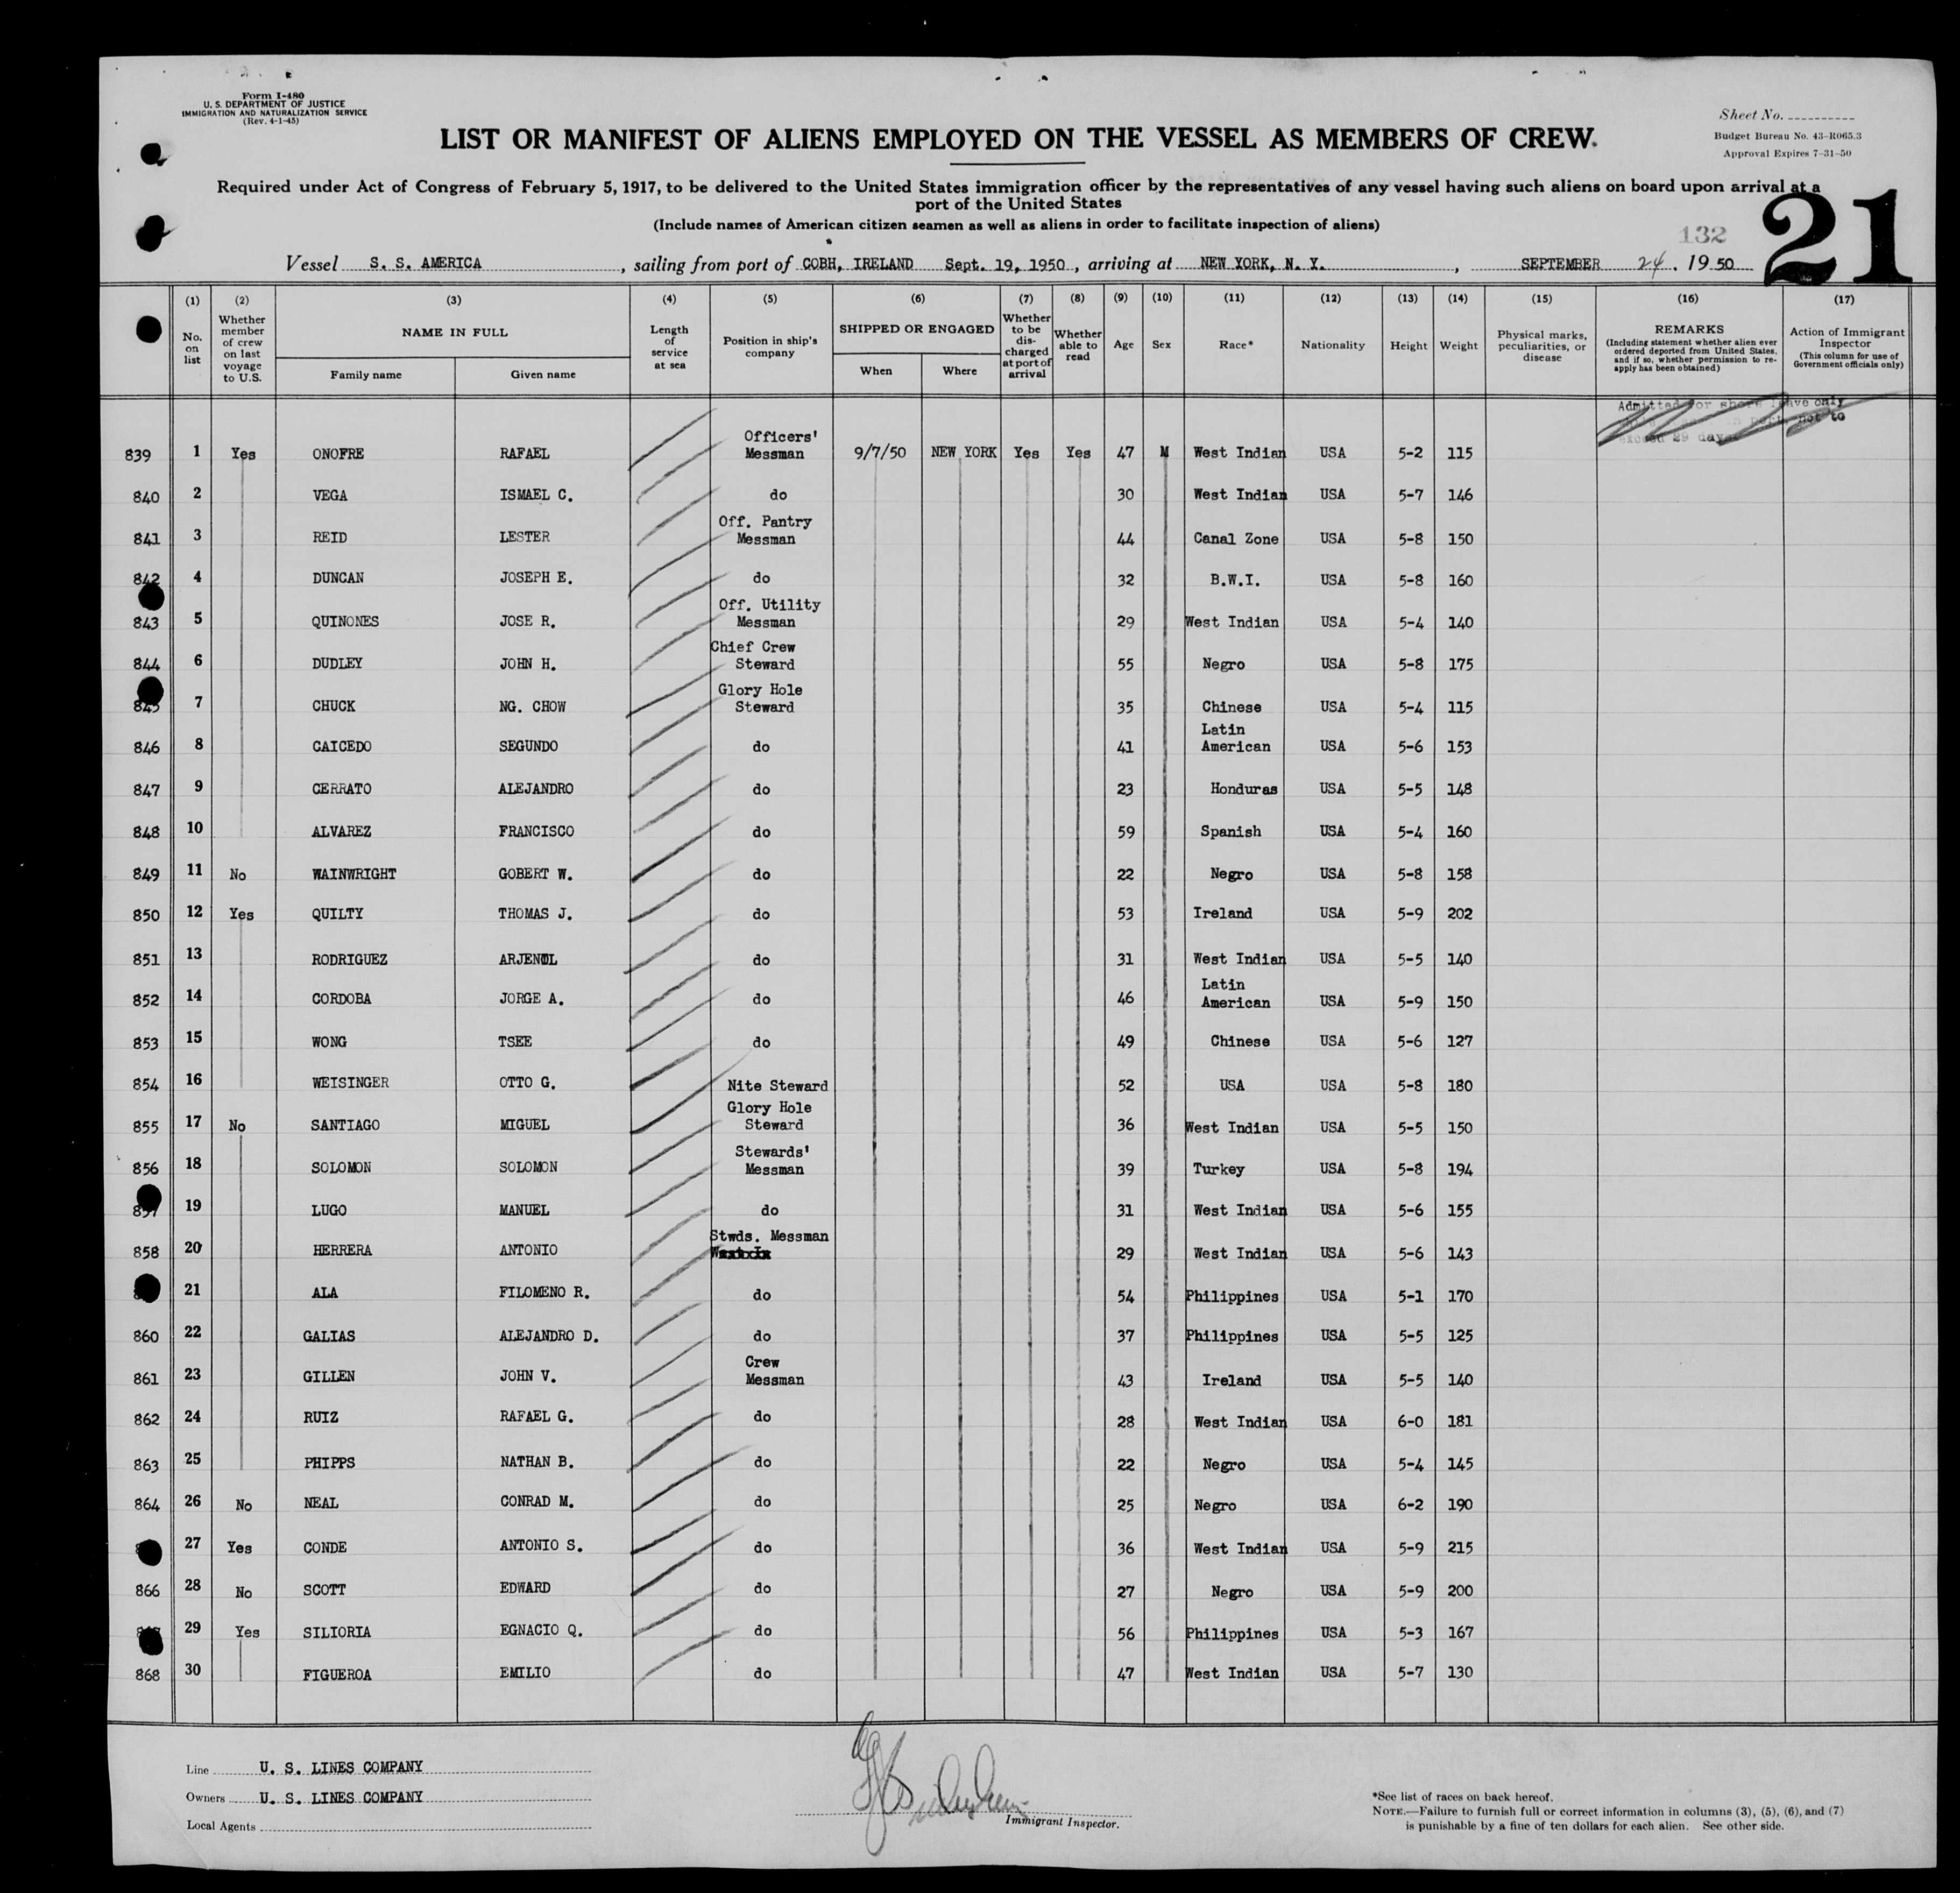 Form I-480
U. S. DEPARTMENT OF JUSTICE
IMMIGRATION AND NATURALIZATION SERVICE
(Rev. 4-1-45)
Sheet No.
Budget Bureau No. 43-R065.3
Approval Expires 7-31-50
LIST OR MANIFEST OF ALIENS EMPLOYED ON THE VESSEL AS MEMBERS OF CREW
Required under Act of Congress of February 5, 1917, to be delivered to the United States immigration officer by the representatives of any vessel having such aliens on board upon arrival at a
port of the United States
(Include names of American citizen seamen as well as aliens in order to facilitate inspection of aliens)
132
21
Vessel S. S. AMERICA, sailing from port of COBH, IRELAND Sept. 19, 1950, arriving at NEW YORK, N. Y., SEPTEMBER 24, 1950
(1) No. on list
(2) Whether member of crew on last voyage to U.S.
(3) NAME IN FULL
Family name Given name
(4) Length of service at sea
(5) Position in ship's company
(6) SHIPPED OR ENGAGED
When Where
(7) Whether to be discharged at port of arrival
(8) Whether able to read
(9) Age
(10) Sex
(11) Race*
(12) Nationality
(13) Height
(14) Weight
(15) Physical marks, peculiarities, or disease
(16) REMARKS
(Including statement whether alien ever ordered deported from United States, and if so, whether permission to reapply has been obtained)
(17) Action of Immigrant Inspector
(This column for use of Government officials only)
Admitted for shore leave only
in port, not to
exceed 29 days
839 1 Yes ONOFRE RAFAEL Officers' Messman 9/7/50 NEW YORK Yes Yes 47 M West Indian USA 5-2 115
840 2 VEGA ISMAEL C. do 30 West Indian USA 5-7 146
841 3 REID LESTER Off. Pantry Messman 44 Canal Zone USA 5-8 150
842 4 DUNCAN JOSEPH E. do 32 B.W.I. USA 5-8 160
843 5 QUINONES JOSE R. Off. Utility Messman 29 West Indian USA 5-4 140
844 6 DUDLEY JOHN H. Chief Crew Steward 55 Negro USA 5-8 175
845 7 CHUCK NG. CHOW Glory Hole Steward 35 Chinese USA 5-4 115
846 8 CAICEDO SEGUNDO do 41 Latin American USA 5-6 153
847 9 CERRATO ALEJANDRO do 23 Honduras USA 5-5 148
848 10 ALVAREZ FRANCISCO do 59 Spanish USA 5-4 160
849 11 No WAINWRIGHT GOBERT W. do 22 Negro USA 5-8 158
850 12 Yes QUILTY THOMAS J. do 53 Ireland USA 5-9 202
851 13 RODRIGUEZ do 31 West Indian USA 5-5 140
852 14 CORDOBA JORGE A. do 46 Latin American USA 5-9 150
853 15 WONG TSEE do 49 Chinese USA 5-6 127
854 16 WEISINGER OTTO G. Nite Steward 52 USA USA 5-8 180
855 17 No SANTIAGO MIGUEL Glory Hole Steward 36 West Indian USA 5-5 150
856 18 SOLOMON SOLOMON Stewards' Messman 39 Turkey USA 5-8 194
857 19 LUGO MANUEL do 31 West Indian USA 5-6 155
858 20 HERRERA ANTONIO Stwds. Messman 29 West Indian USA 5-6 143
21 ALA FILOMENO R. do 54 Philippines USA 5-1 170
860 22 GALIAS ALEJANDRO D. do 37 Philippines USA 5-5 125
861 23 GILLEN JOHN V. Crew Messman 43 Ireland USA 5-5 140
862 24 RUIZ RAFAEL G. do 28 West Indian USA 6-0 181
863 25 PHIPPS NATHAN B. do 22 Negro USA 5-4 145
864 26 No NEAL CONRAD M. do 25 Negro USA 6-2 190
27 Yes CONDE ANTONIO S. do 36 West Indian USA 5-9 215
866 28 No SCOTT EDWARD do 27 Negro USA 5-9 200
29 Yes SILIORIA EGNACIO Q. do 56 Philippines USA 5-3 167
868 30 FIGUEROA EMILIO do 47 West Indian USA 5-7 130
Line U. S. LINES COMPANY
Owners U. S. LINES COMPANY
Local Agents
Immigrant Inspector.
*See list of races on back hereof.
NOTE.—Failure to furnish full or correct information in columns (3), (5), (6), and (7)
is punishable by a fine of ten dollars for each alien. See other side.